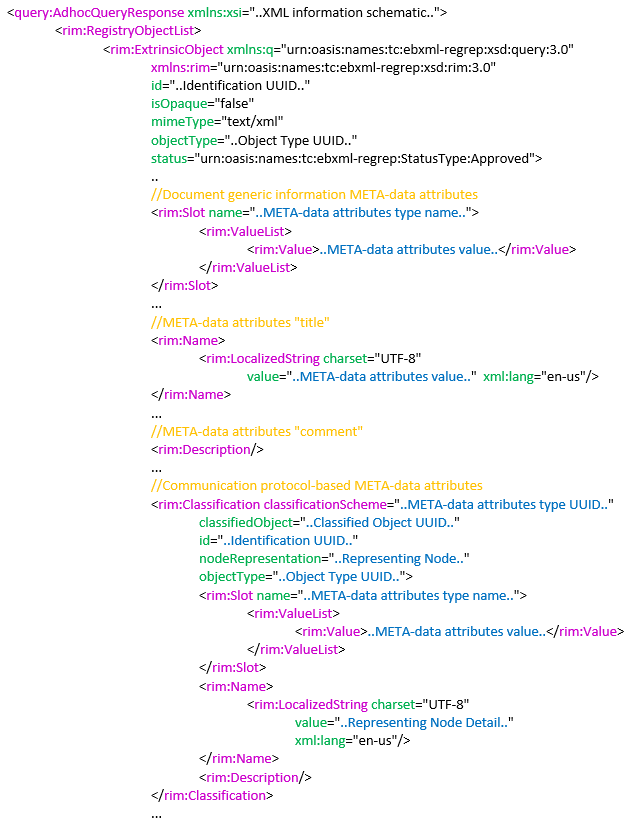 <query:AdhocQueryResponse xmlns:xsi="..XML information schematic..">
<rim:RegistryObjectList>
<rim:ExtrinsicObject xmlns:q="urn:oasis:names:tc:ebxml-regrep:xsd:query:3.0"
xmlns:rim="urn:oasis:names:tc:ebxml-regrep:xsd:rim:3.0"
id="..Identification UUID.."
isOpaque="false"
mimeType="text/xml"
objectType="..Object Type UUID.."
status="urn:oasis:names:tc:ebxml-regrep:StatusType:Approved">
..
//Document generic information META-data attributes
<rim:Slot name="..META-data attributes type name..">
<rim:ValueList>
<rim:Value>..META-data attributes value..</rim:Value>
</rim:ValueList>
</rim:Slot>
...
//META-data attributes "title"
<rim:Name>
<rim:LocalizedString charset="UTF-8"
value="..META-data attributes value.." xml:lang="en-us"/>
</rim:Name>
...
//META-data attributes "comment"
<rim:Description/>
...
//Communication protocol-based META-data attributes
<rim:Classification classificationScheme="..META-data attributes type UUID.."
classifiedObject="..Classified Object UUID.."
id="..Identification UUID.."
nodeRepresentation="..Representing Node.."
objectType="..Object Type UUID..">
<rim:Slot name="..META-data attributes type name..">
<rim:ValueList>
<rim:Value>..META-data attributes value..</rim:Value>
</rim:ValueList>
</rim:Slot>
<rim:Name>
<rim:LocalizedString charset="UTF-8"
value="..Representing Node Detail.."
xml:lang="en-us"/>
</rim:Name>
<rim:Description/>
</rim:Classification>
...